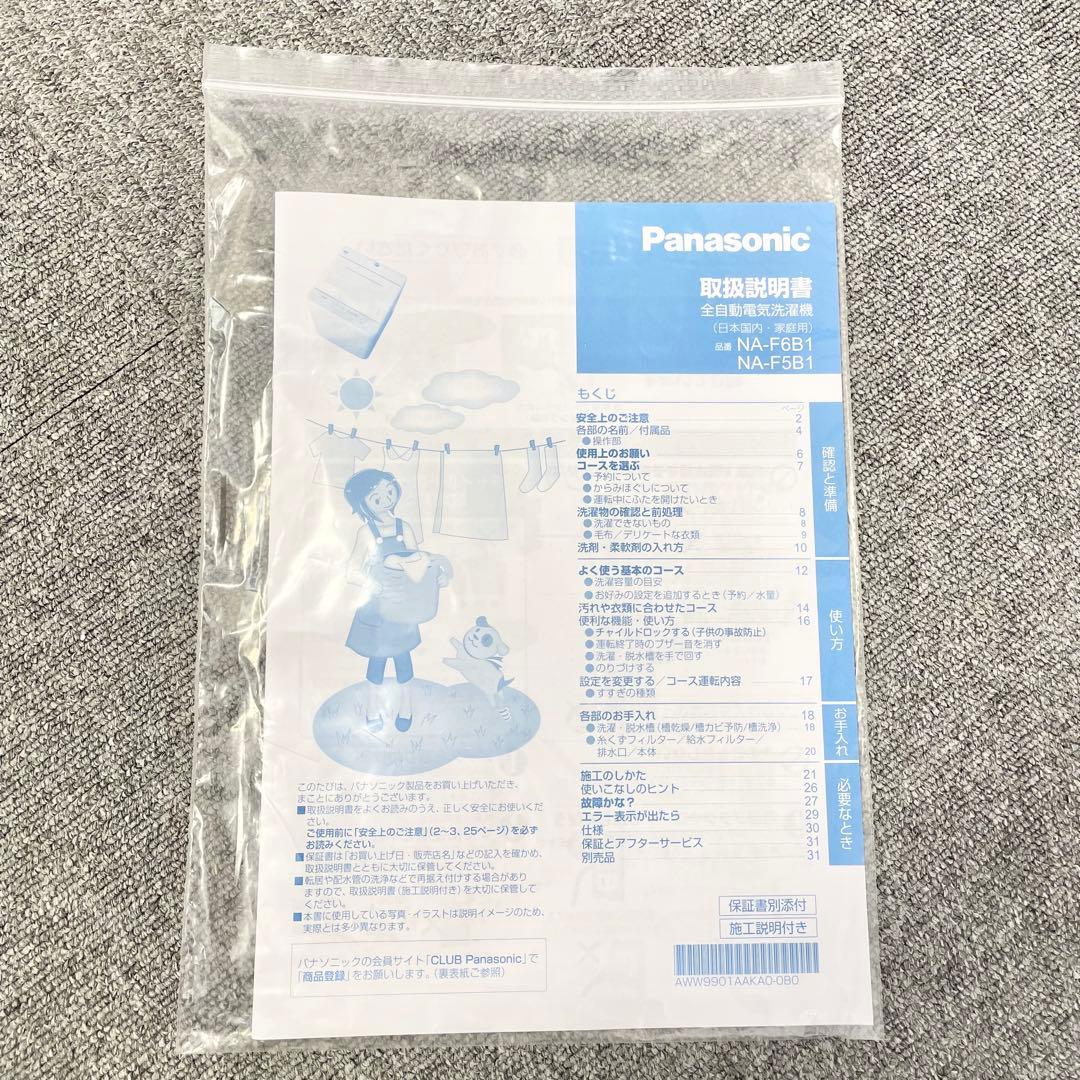 Panasonic
取扱説明書
全自動電気洗濯機
(日本国内・家庭用)
品番 NA-F6B1
NA-F5B1
もくじ
ページ
安全上のご注意 2
各部の名前/付属品 4
●操作部
使用上のお願い 6
コースを選ぶ 7
●予約について
●からみほぐしについて
●運転中にふたを開けたいとき
洗濯物の確認と前処理 8
●洗濯できないもの 8
●毛布/デリケートな衣類 9
洗剤・柔軟剤の入れ方 10
確認と準備
よく使う基本のコース 12
●洗濯容量の目安
●お好みの設定を追加するとき(予約/水量)
汚れや衣類に合わせたコース 14
便利な機能・使い方 16
●チャイルドロックする(子供の事故防止)
●運転終了時のブザー音を消す
●洗濯・脱水槽を手で回す
●のりづけする
設定を変更する/コース運転内容 17
●すすぎの種類
使い方
各部のお手入れ 18
●洗濯・脱水槽(槽乾燥/槽カビ予防/槽洗浄) 18
●糸くずフィルター/給水フィルター/
排水口/本体 20
お手入れ
施工のしかた 21
使いこなしのヒント 26
故障かな? 27
エラー表示が出たら 29
仕様 30
保証とアフターサービス 31
別売品 31
必要なとき
このたびは、パナソニック製品をお買い上げいただき、
まことにありがとうございます。
■取扱説明書をよくお読みのうえ、正しく安全にお使いくだ
さい。
ご使用前に「安全上のご注意」(2~3、25ページ)を必ず
お読みください。
■保証書は「お買い上げ日・販売店名」などの記入を確かめ、
取扱説明書とともに大切に保管してください。
■転居や配水管の洗浄などで再据え付けする場合があり
ますので、取扱説明書(施工説明付き)を大切に保管して
ください。
■本書に使用している写真・イラストは説明イメージのため、
実際とは多少異なります。
パナソニックの会員サイト「CLUB Panasonic」で
「商品登録」をお願いします。(裏表紙ご参照)
保証書別添付
施工説明付き
AWW9901AAKA0-0B0